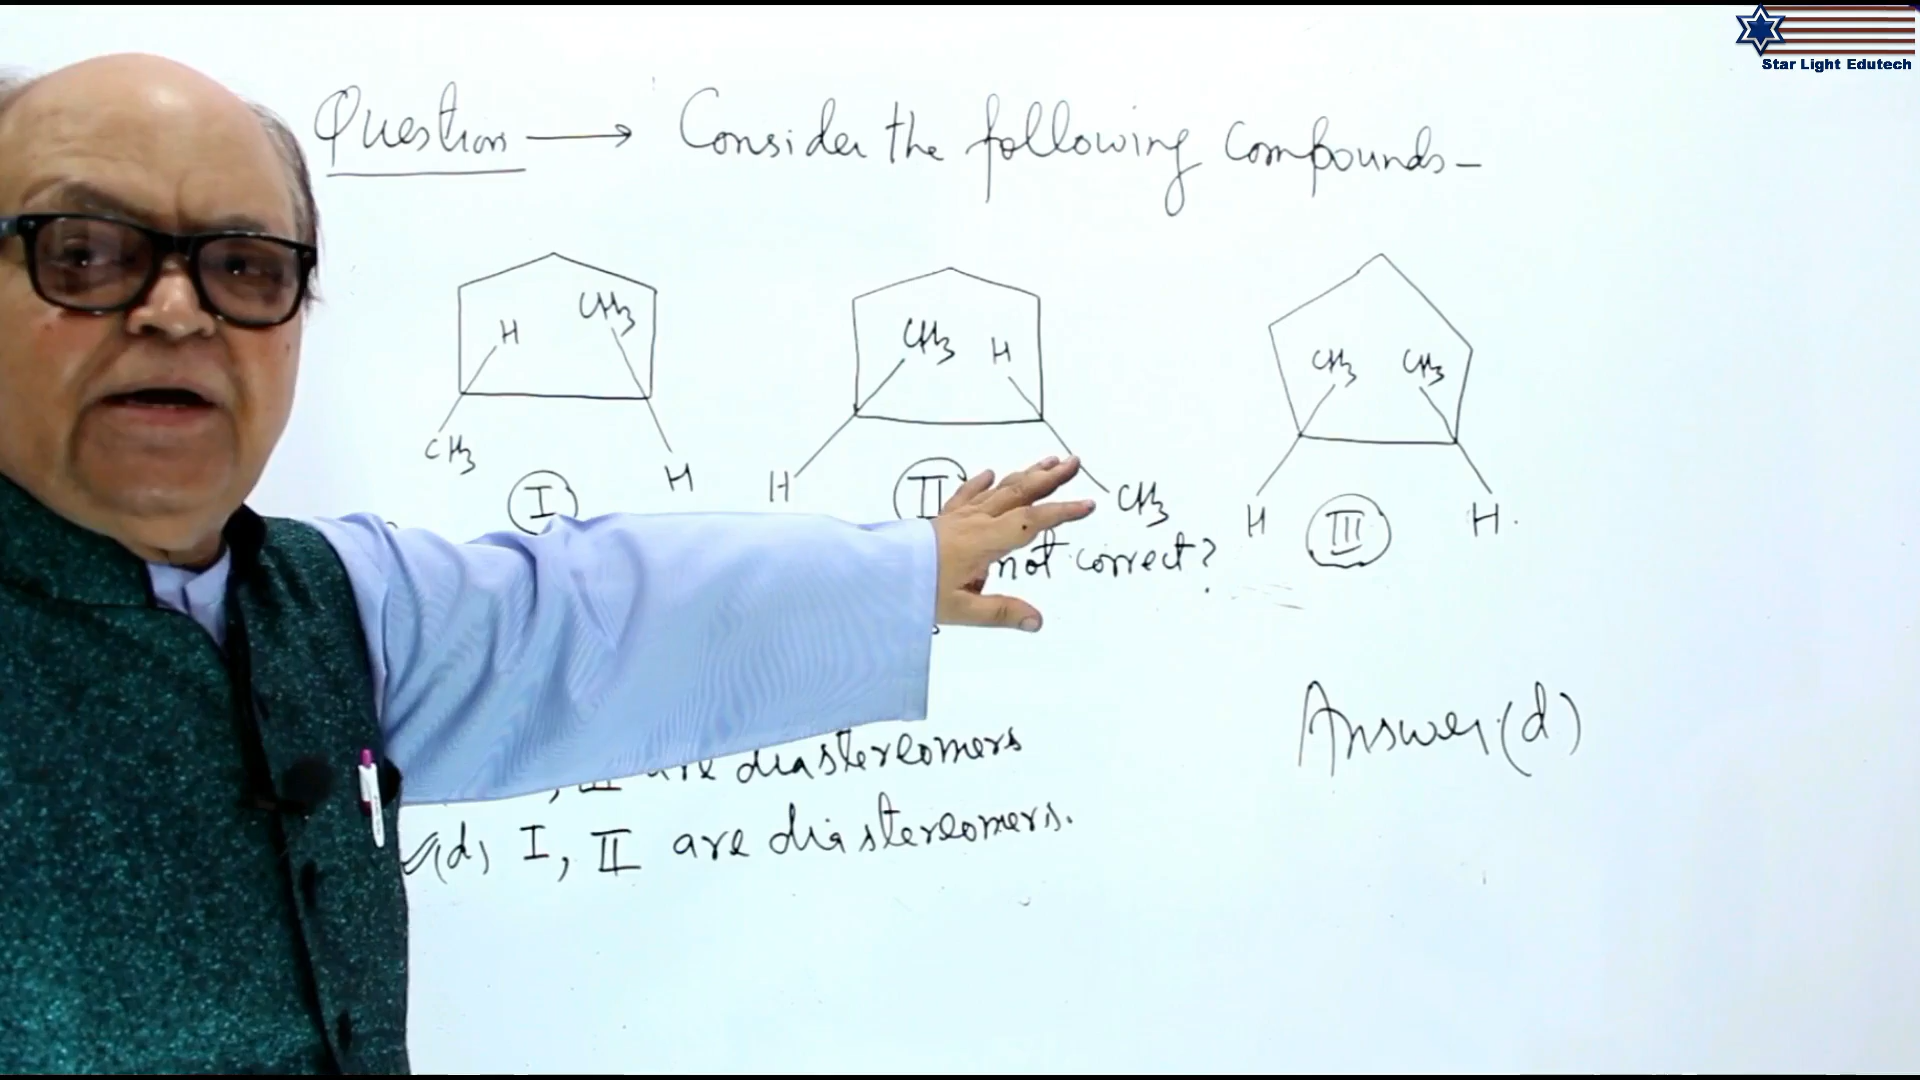 Star Light Edutech
Question → Consider the following compounds-
H CH3 CH3 H
I
CH3 H H CH3
II
CH3 CH3 H H.
III
not correct?
are diastereomers
(d) I, II are diastereomers.
Answer (d)